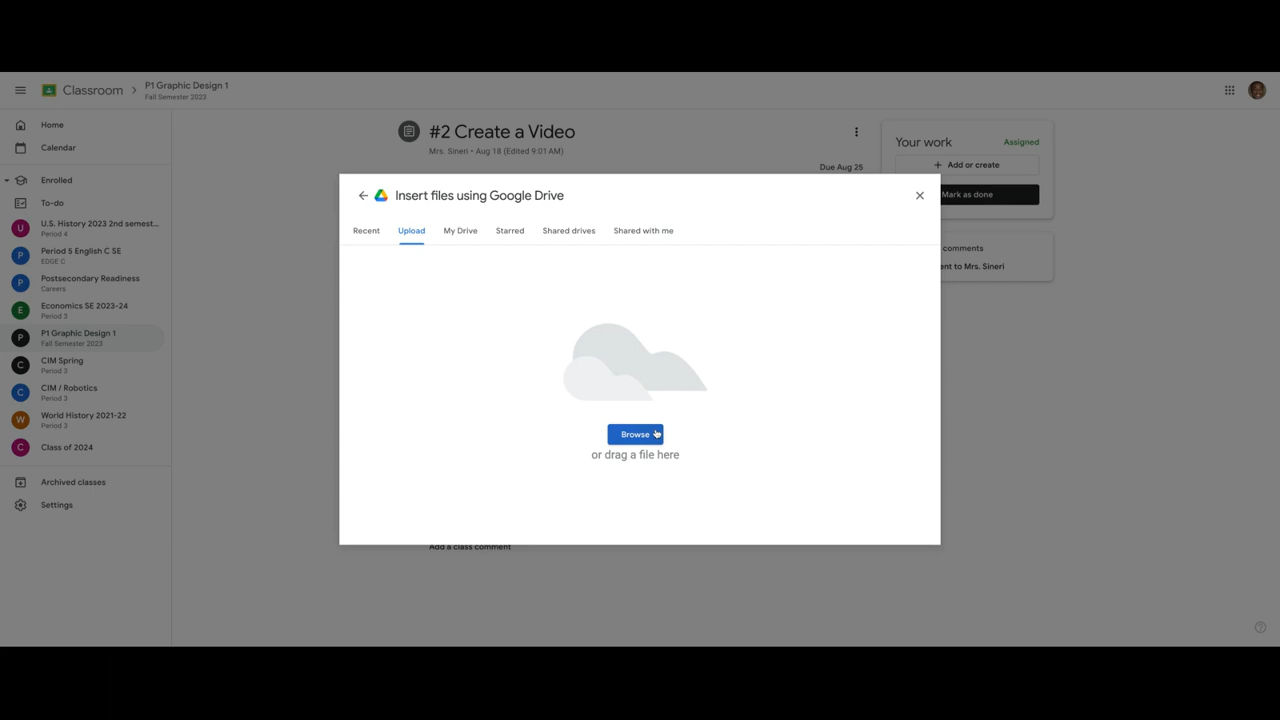 Classroom
P1 Graphic Design 1
Fall Semester 2023
Home
Calendar
Enrolled
To-do
U
U.S. History 2023 2nd semest...
Period 4
P
Period 5 English C SE
EDGE C
P
Postsecondary Readiness
Careers
E
Economics SE 2023-24
Period 3
P
P1 Graphic Design 1
Fall Semester 2023
C
CIM Spring
Period 3
C
CIM / Robotics
Period 3
W
World History 2021-22
Period 3
C
Class of 2024
Archived classes
Settings
#2 Create a Video
Mrs. Sineri • Aug 18 (Edited 9:01 AM)
Due Aug 25
Your work
Assigned
+ Add or create
Mark as done
comments
nt to Mrs. Sineri
Insert files using Google Drive
Recent
Upload
My Drive
Starred
Shared drives
Shared with me
Browse
or drag a file here
Add a class comment